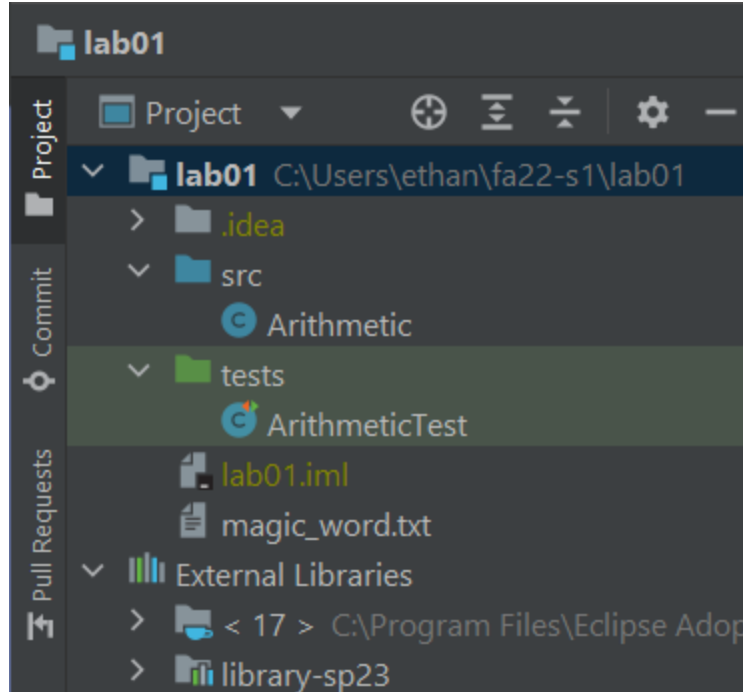 lab01
Project
Project
Commit
Pull Requests
lab01 C:\Users\ethan\fa22-s1\lab01
.idea
src
Arithmetic
tests
ArithmeticTest
lab01.iml
magic_word.txt
External Libraries
< 17 > C:\Program Files\Eclipse Adop
library-sp23